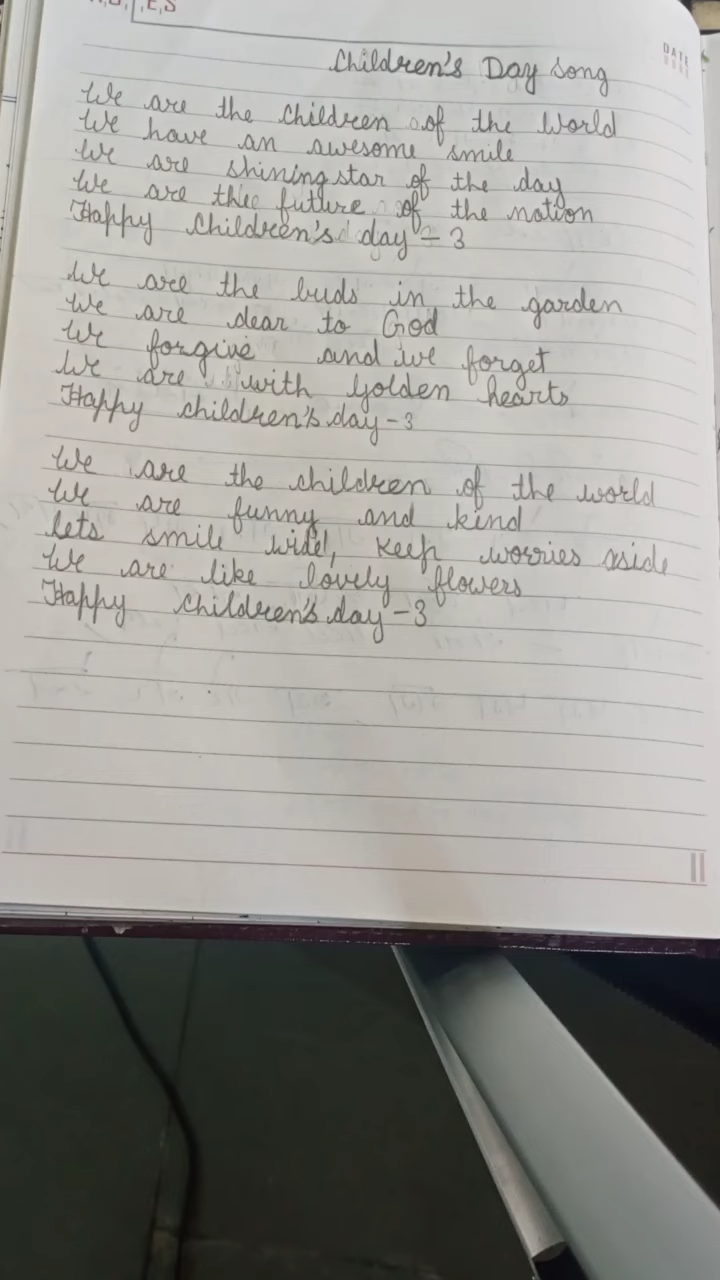 Children's Day Song
DATE
We are the children of the world
We have an awesome smile
We are shining star of the day
We are the future of the nation
Happy children's day - 3
We are the buds in the garden
We are dear to God
We forgive and we forget
We are with golden hearts
Happy children's day - 3
We are the children of the world
We are funny and kind
lets smile wide, keep worries aside
We are like lovely flowers
Happy children's day - 3